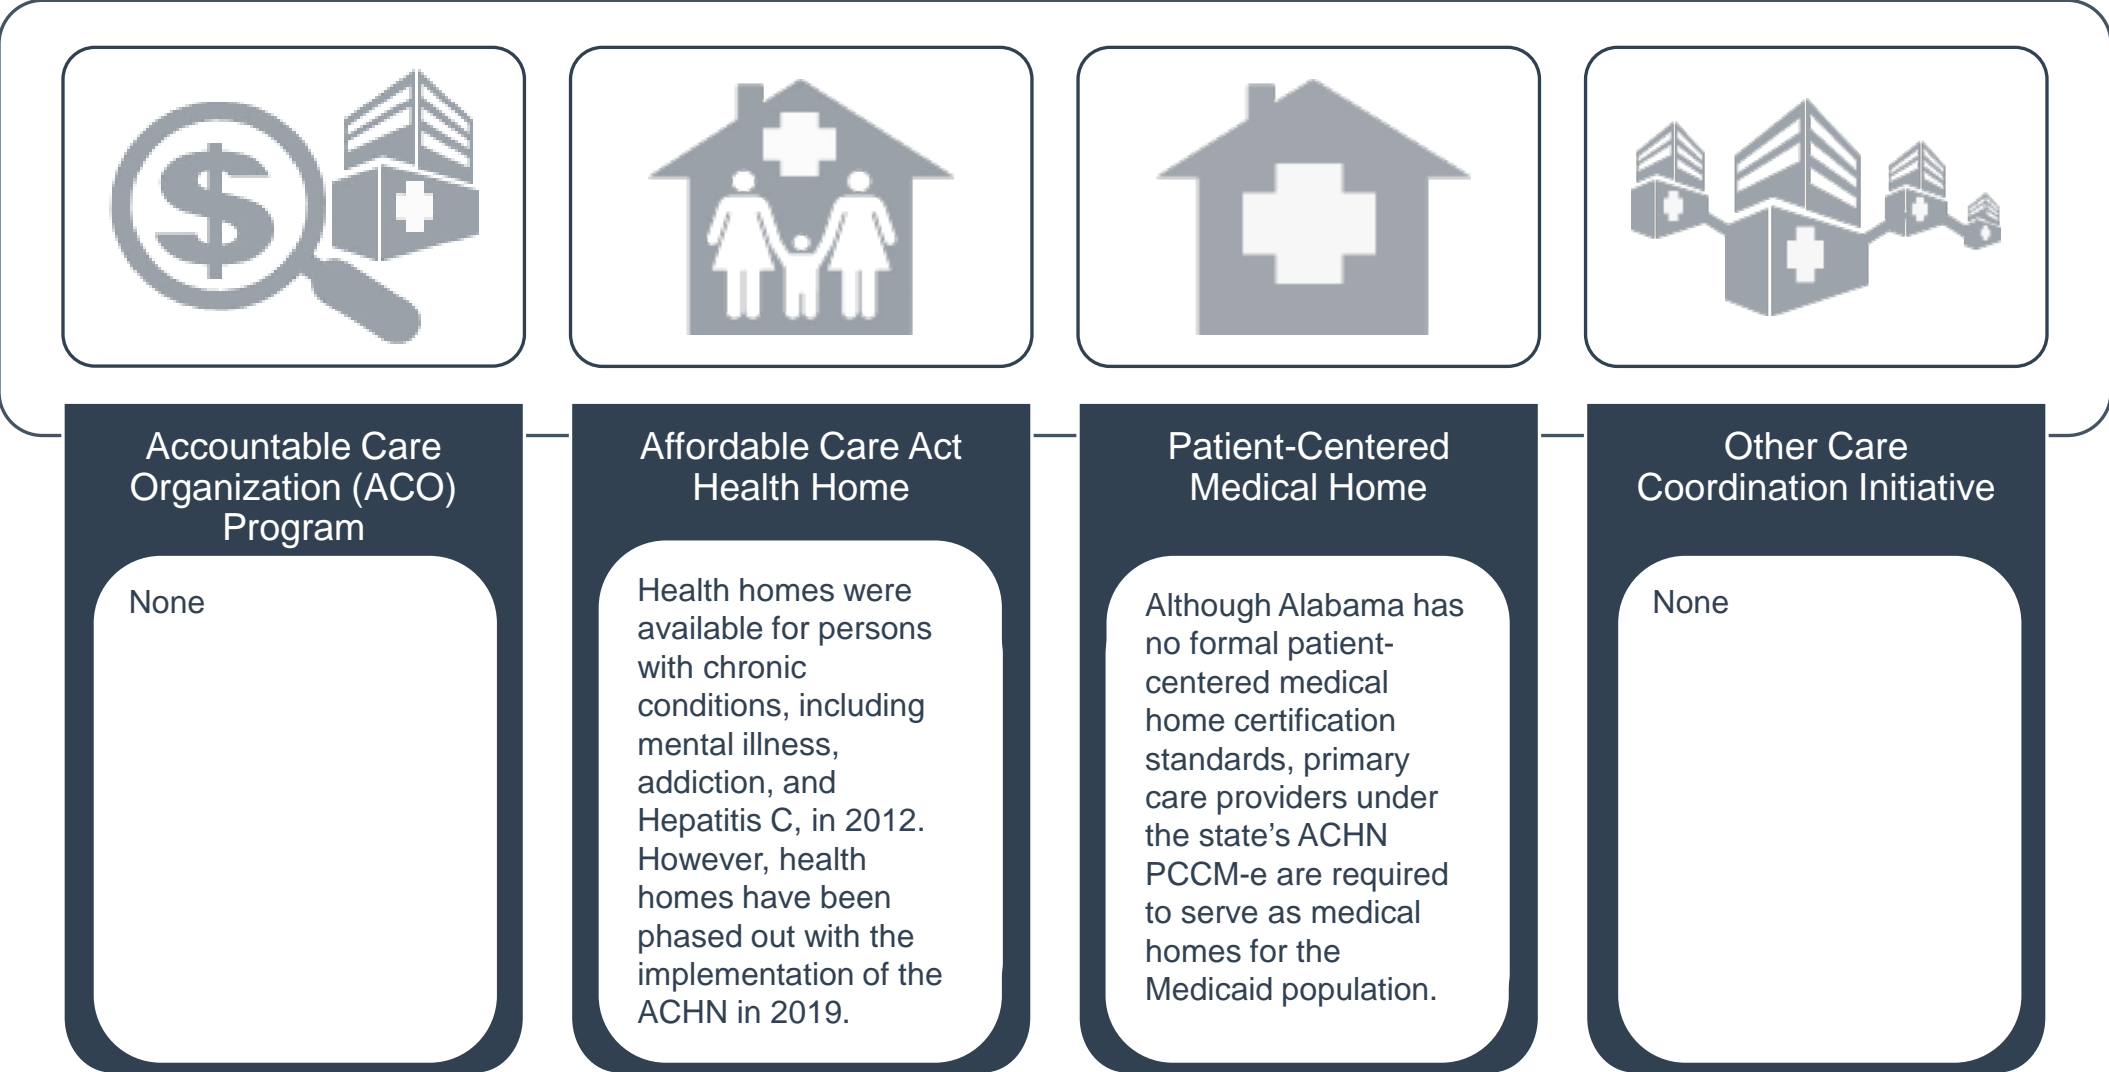 Accountable Care
Organization (ACO)
Program
None
Affordable Care Act
Health Home
Health homes were
available for persons
with chronic
conditions, including
mental illness,
addiction, and
Hepatitis C, in 2012.
However, health
homes have been
phased out with the
implementation of the
ACHN in 2019.
Patient-Centered
Medical Home
Although Alabama has
no formal patient-
centered medical
home certification
standards, primary
care providers under
the state’s ACHN
PCCM-e are required
to serve as medical
homes for the
Medicaid population.
Other Care
Coordination Initiative
None